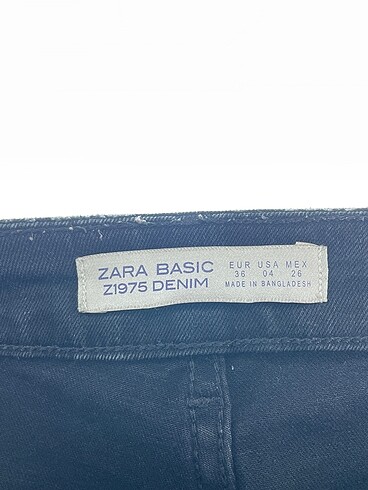 ZARA BASIC
Z1975 DENIM
EUR USA MEX
36 04 26
MADE IN BANGLADESH